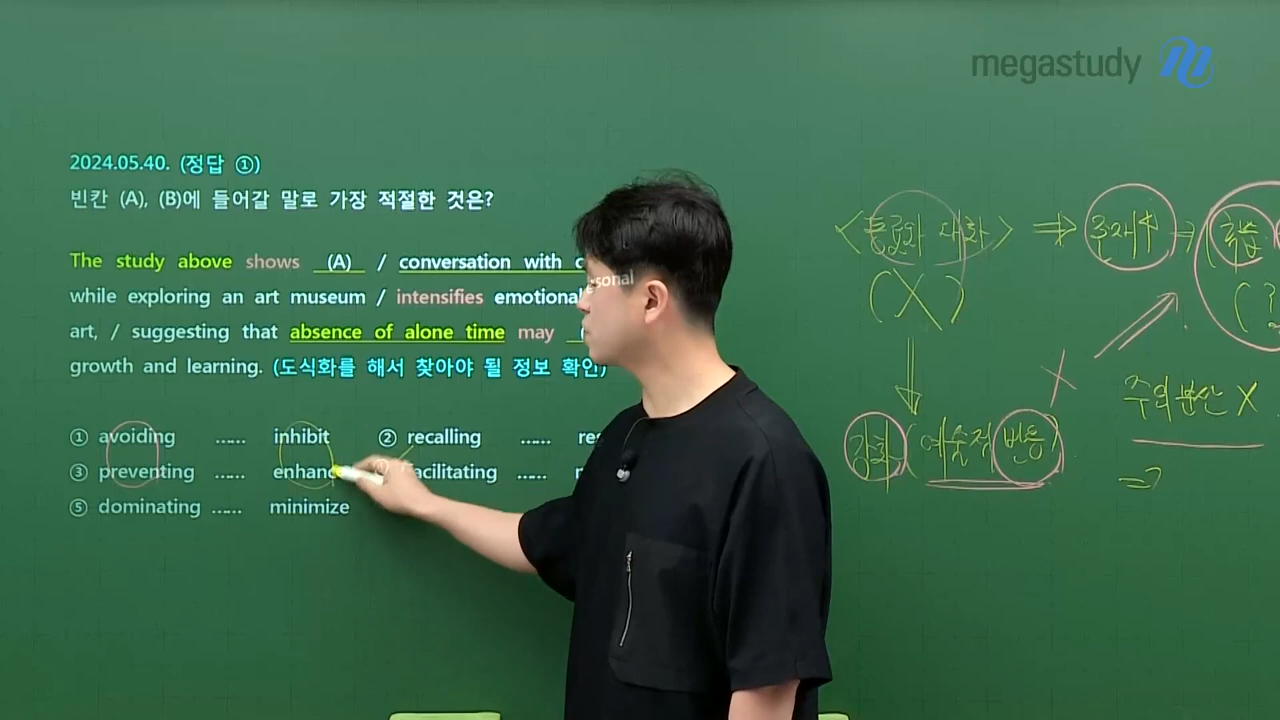 megastudy
2024.05.40. (정답 ①)
빈칸 (A), (B)에 들어갈 말로 가장 적절한 것은?
The study above shows (A) / conversation with
while exploring an art museum / intensifies emotional
art, / suggesting that absence of alone time may
growth and learning. (도식화를 해서 찾아야 될 정보 확인)
① avoiding …… inhibit ② recalling ……
③ preventing …… facilitating ……
⑤ dominating …… minimize
<동료와 대화> ⇒ 부재시 →
(X)
강화 (예술적 반응)
X
주의분산 X
⇒